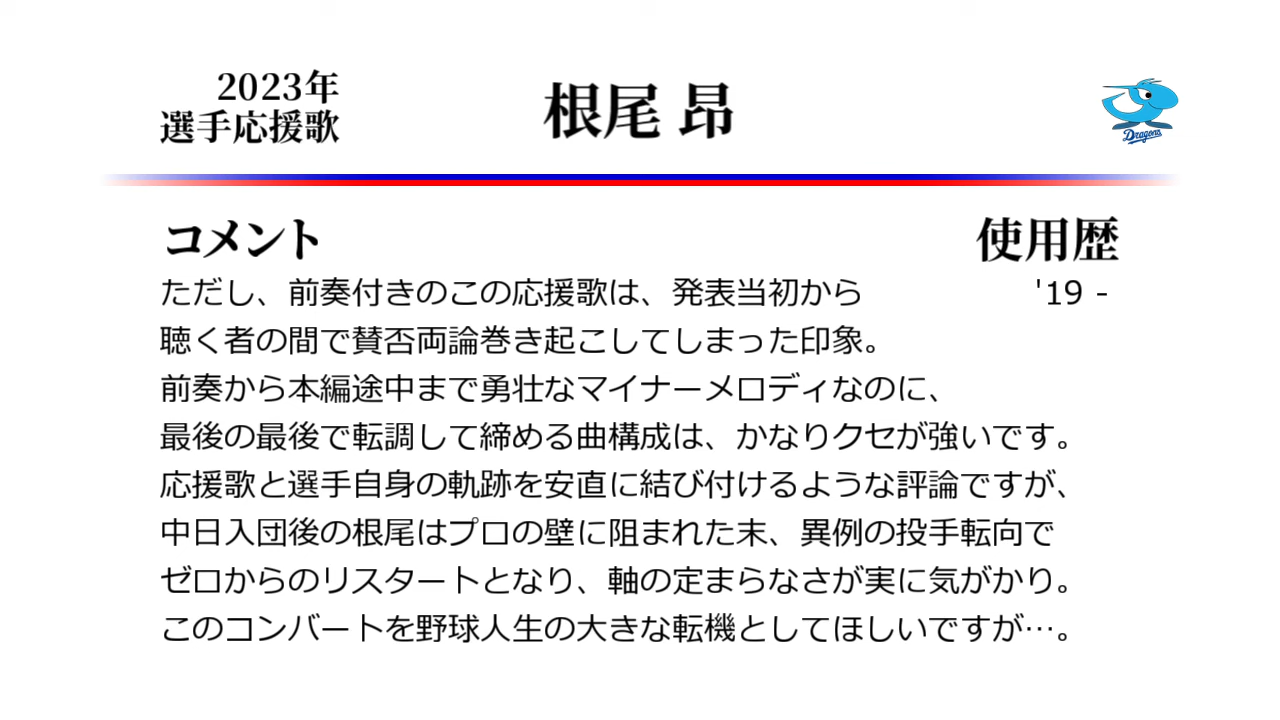 2023年
選手応援歌
根尾 昂
Dragons
コメント
使用歴
ただし、前奏付きのこの応援歌は、発表当初から
'19 -
聴く者の間で賛否両論巻き起こしてしまった印象。
前奏から本編途中まで勇壮なマイナーメロディなのに、
最後の最後で転調して締める曲構成は、かなりクセが強いです。
応援歌と選手自身の軌跡を安直に結び付けるような評論ですが、
中日入団後の根尾はプロの壁に阻まれた末、異例の投手転向で
ゼロからのリスタートとなり、軸の定まらなさが実に気がかり。
このコンバートを野球人生の大きな転機としてほしいですが…。